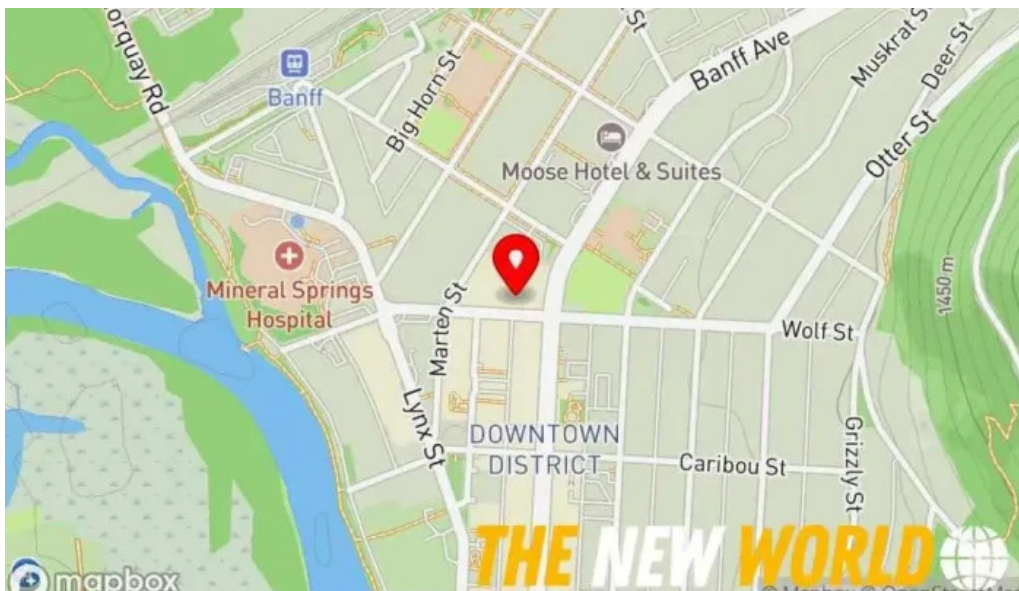 orquay Rd
Banff
Big Horn St
Banff Ave
Muskrat S
Deer St
Otter St
Moose Hotel & Suites
Mineral Springs
Hospital
Marten St
1450 m
Wolf St
Lynx St
DOWNTOWN
DISTRICT
Caribou St
Grizzly St
THE NEW WORLD
mapbox